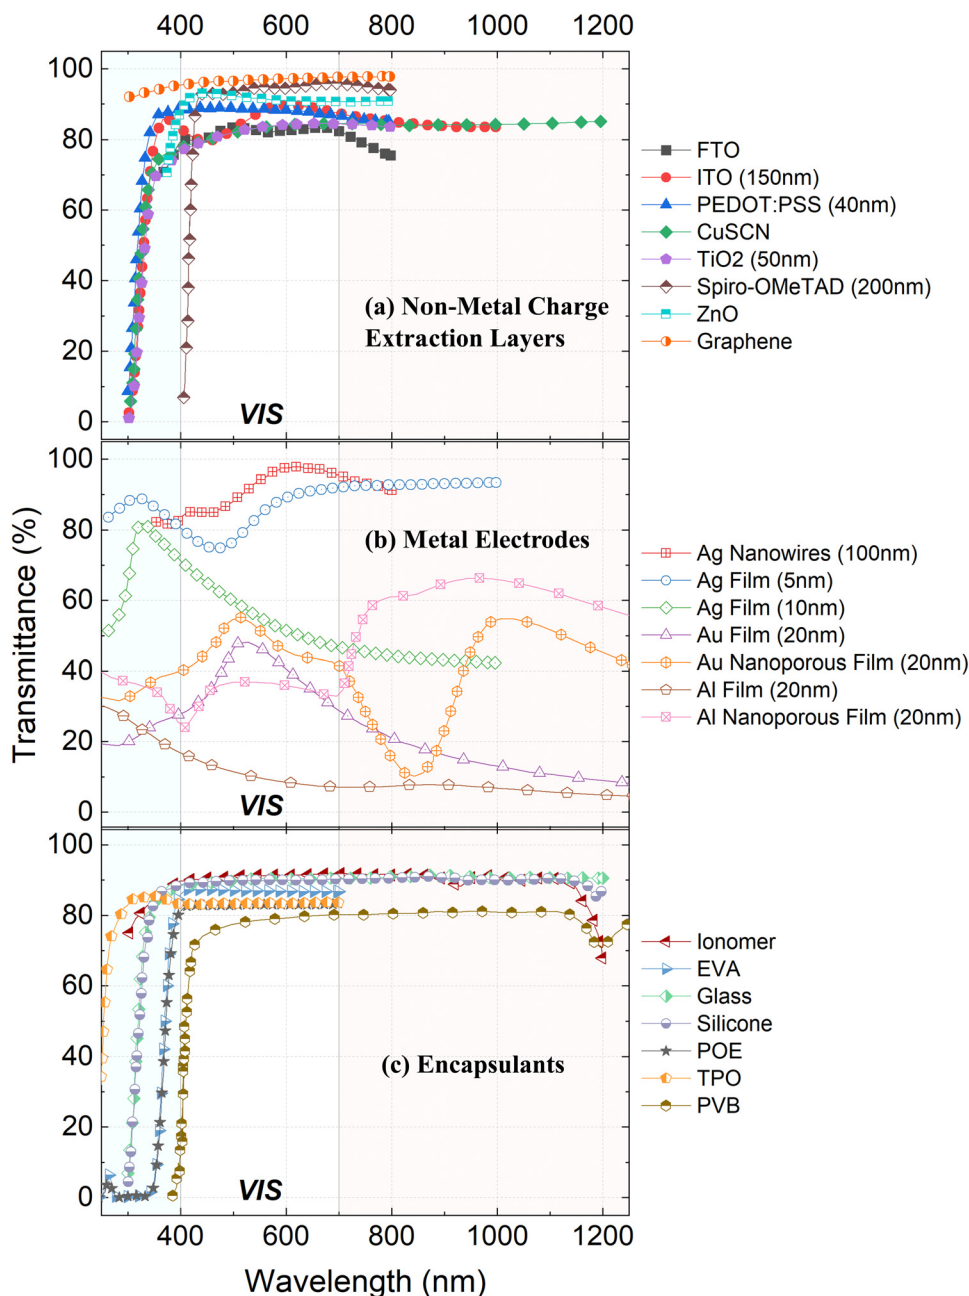 400 600 800 1000 1200
100
80
60
40
20
0
(a) Non-Metal Charge
Extraction Layers
VIS
FTO
ITO (150nm)
PEDOT:PSS (40nm)
CuSCN
TiO2 (50nm)
Spiro-OMeTAD (200nm)
ZnO
Graphene
Transmittance (%)
100
80
60
40
20
0
(b) Metal Electrodes
VIS
Ag Nanowires (100nm)
Ag Film (5nm)
Ag Film (10nm)
Au Film (20nm)
Au Nanoporous Film (20nm)
Al Film (20nm)
Al Nanoporous Film (20nm)
100
80
60
40
20
0
(c) Encapsulants
VIS
Ionomer
EVA
Glass
Silicone
POE
TPO
PVB
400 600 800 1000 1200
Wavelength (nm)